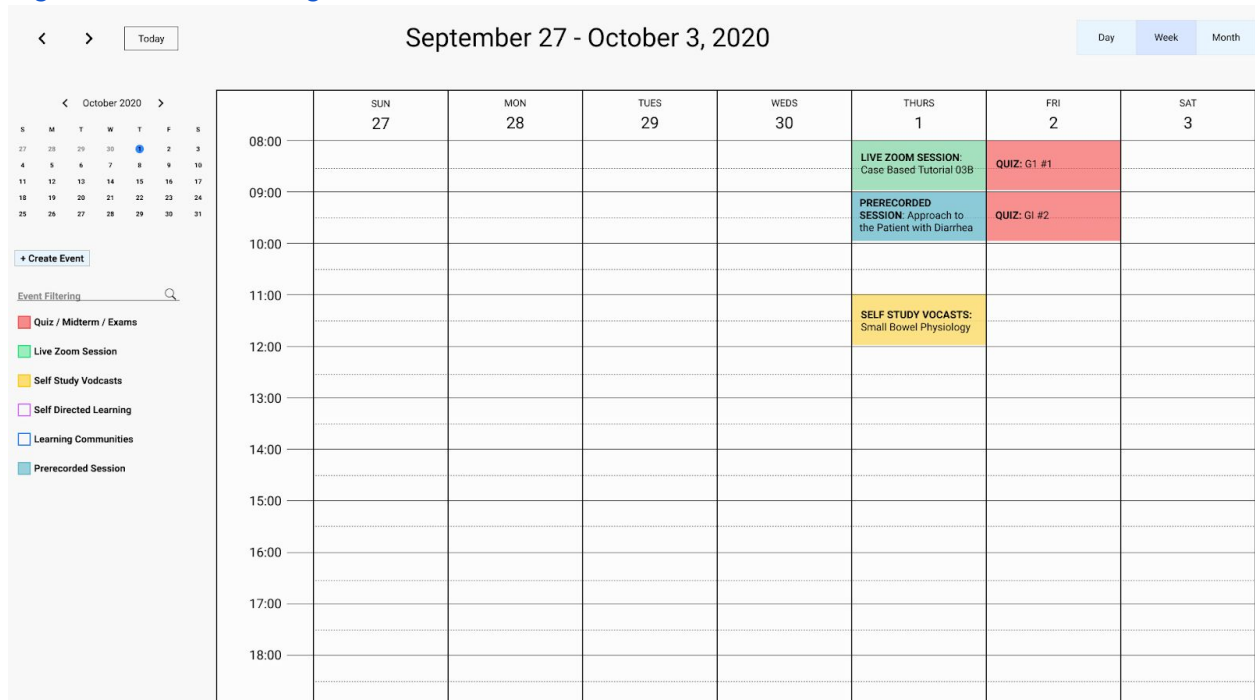 Today
September 27 - October 3, 2020
Day Week Month
October 2020
S M T W T F S
27 28 29 30 1 2 3
4 5 6 7 8 9 10
11 12 13 14 15 16 17
18 19 20 21 22 23 24
25 26 27 28 29 30 31
+ Create Event
Event Filtering
Quiz / Midterm / Exams
Live Zoom Session
Self Study Vodcasts
Self Directed Learning
Learning Communities
Prerecorded Session
SUN MON TUES WEDS THURS FRI SAT
27 28 29 30 1 2 3
08:00
LIVE ZOOM SESSION:
Case Based Tutorial 03B
QUIZ: G1 #1
09:00
PRERECORDED
SESSION: Approach to
the Patient with Diarrhea
QUIZ: GI #2
10:00
11:00
SELF STUDY VOCASTS:
Small Bowel Physiology
12:00
13:00
14:00
15:00
16:00
17:00
18:00